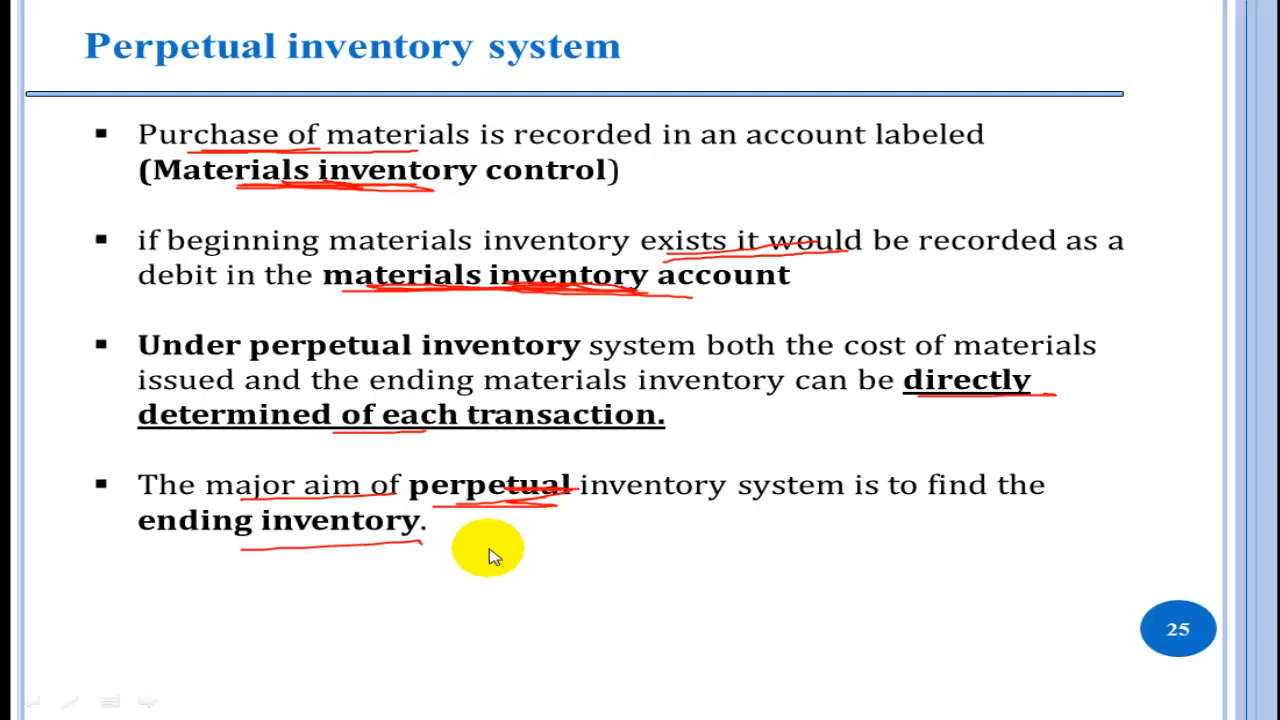 Perpetual inventory system
▪ Purchase of materials is recorded in an account labeled
(Materials inventory control)
▪ if beginning materials inventory exists it would be recorded as a
debit in the materials inventory account
▪ Under perpetual inventory system both the cost of materials
issued and the ending materials inventory can be directly
determined of each transaction.
▪ The major aim of perpetual inventory system is to find the
ending inventory.
25